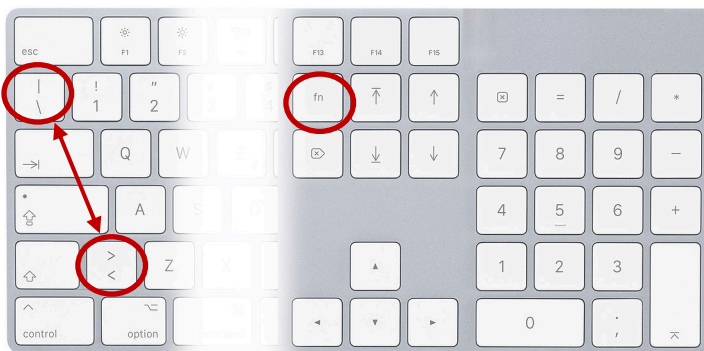 esc F1 F2 F13 F14 F15
| ! " fn
\ 1 2 = / *
Q W E 7 8 9 −
A S 4 5 6 +
>
< Z X 1 2 3
control option command 0 . ,